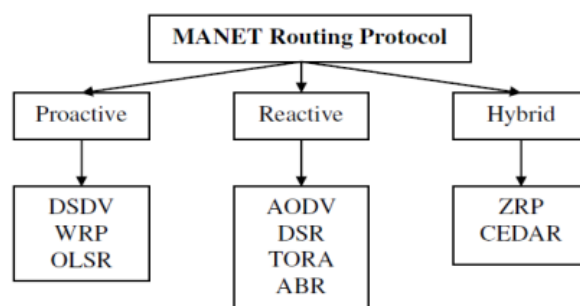 MANET Routing Protocol
Proactive
Reactive
Hybrid
DSDV
WRP
OLSR
AODV
DSR
TORA
ABR
ZRP
CEDAR